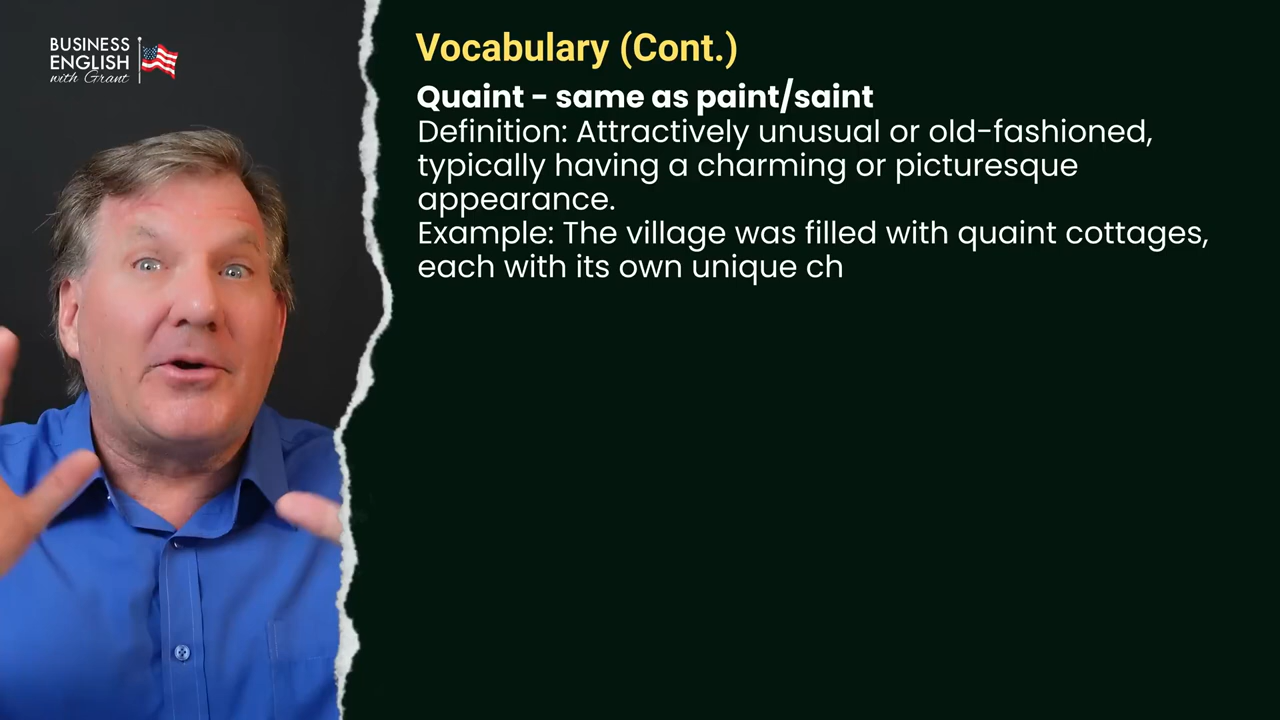 BUSINESS
ENGLISH
with Grant
Vocabulary (Cont.)
Quaint - same as paint/saint
Definition: Attractively unusual or old-fashioned,
typically having a charming or picturesque
appearance.
Example: The village was filled with quaint cottages,
each with its own unique ch